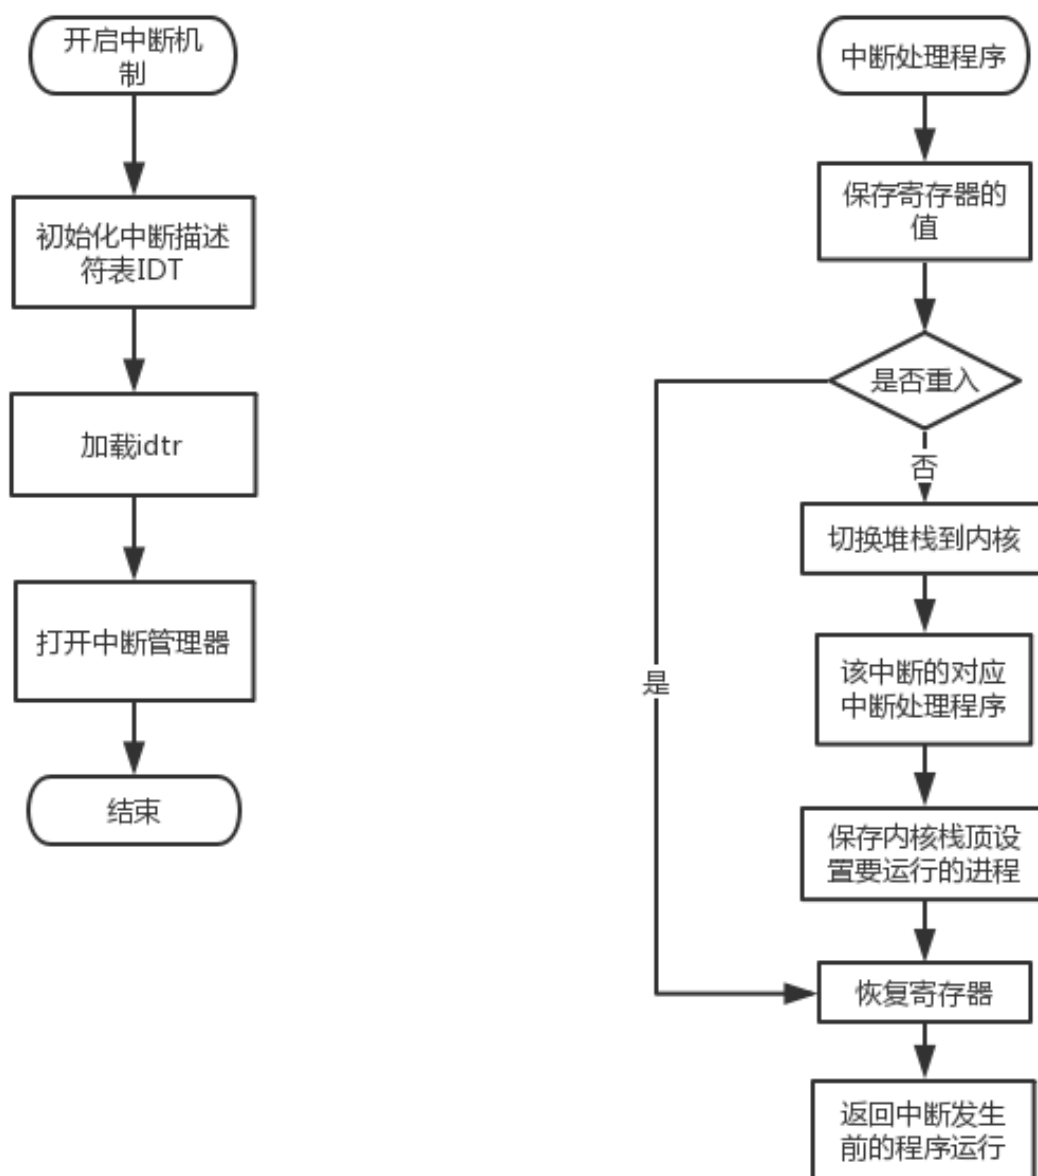 开启中断机
制
初始化中断描述
符表IDT
加载idtr
打开中断管理器
结束
中断处理程序
保存寄存器的
值
是否重入
否
是
切换堆栈到内核
该中断的对应
中断处理程序
保存内核栈顶设
置要运行的进程
恢复寄存器
返回中断发生
前的程序运行